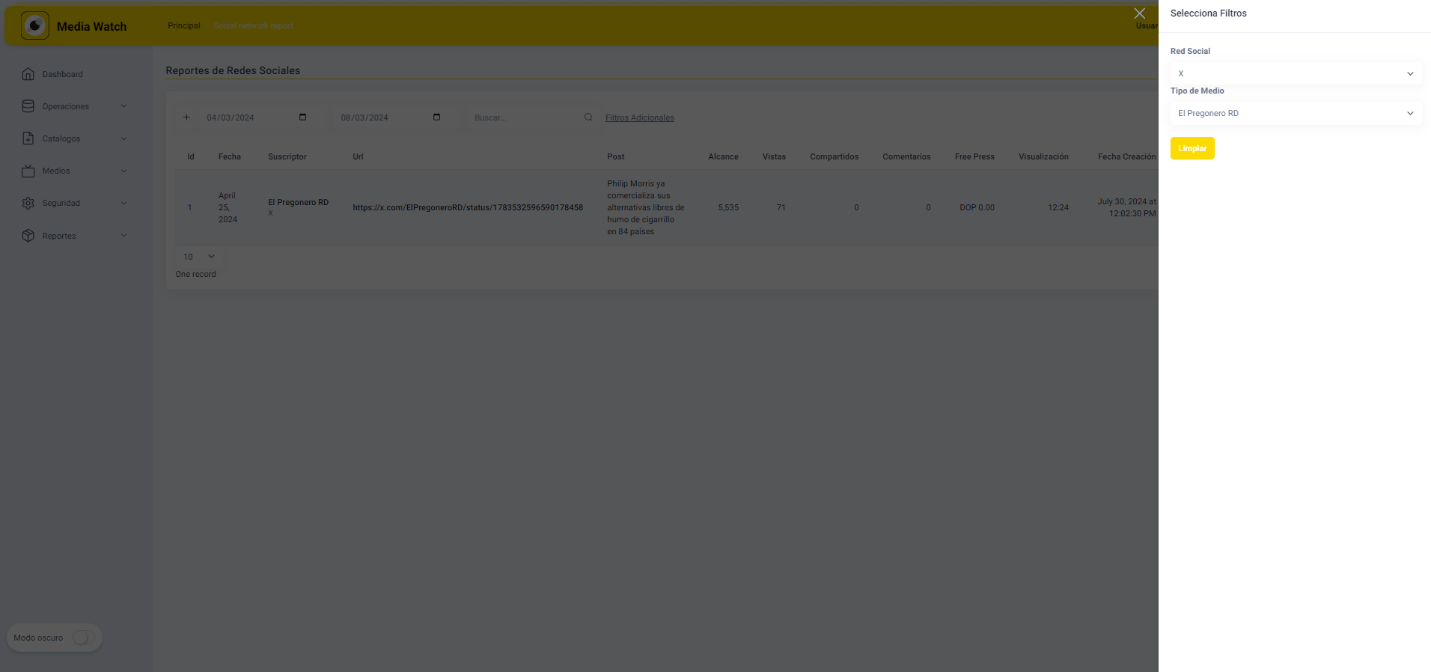 Media Watch
Principal
Social network report
Usuar
Dashboard
Operaciones
Catalogos
Medios
Seguridad
Reportes
Modo oscuro
Reportes de Redes Sociales
+ 04/03/2024 08/03/2024 Buscar... Filtros Adicionales
Id Fecha Suscriptor Url Post Alcance Vistas Compartidos Comentarios Free Press Visualización Fecha Creación
1
April
25,
2024
El Pregonero RD
X
https://x.com/ElPregoneroRD/status/1783532596590178458
Philip Morris ya
comercializa sus
alternativas libres de
humo de cigarrillo
en 84 países
5,535 71 0 0 DOP 0.00 12:24
July 30, 2024 at
12:02:30 PM
10
One record
Selecciona Filtros
Red Social
X
Tipo de Medio
El Pregonero RD
Limpiar